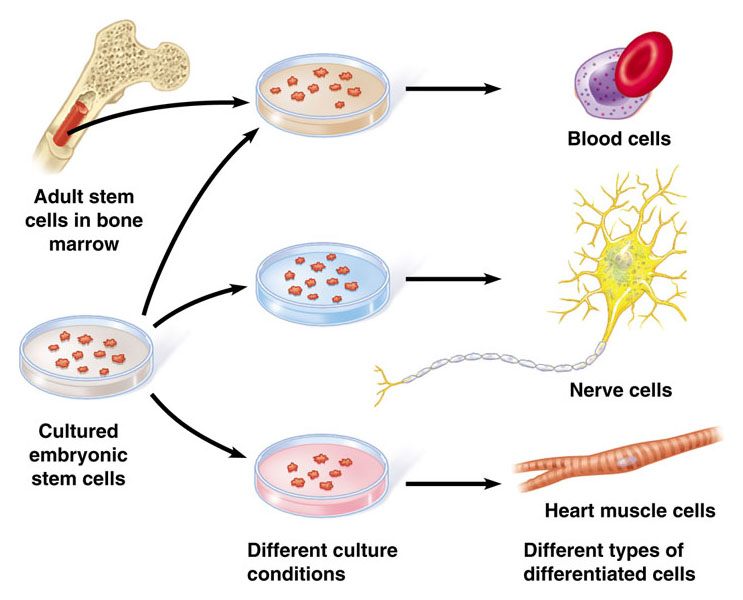 Blood cells
Adult stem
cells in bone
marrow
Nerve cells
Cultured
embryonic
stem cells
Heart muscle cells
Different culture
conditions
Different types of
differentiated cells